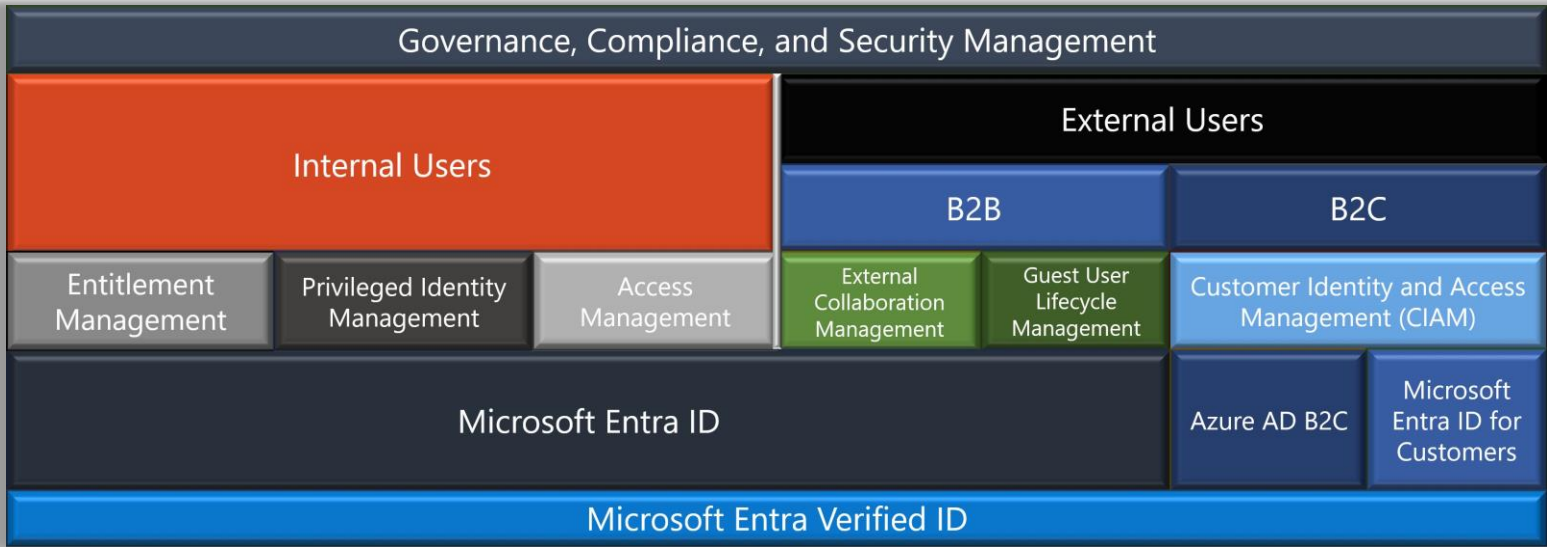 Governance, Compliance, and Security Management
Internal Users
External Users
B2B
B2C
Entitlement
Management
Privileged Identity
Management
Access
Management
External
Collaboration
Management
Guest User
Lifecycle
Management
Customer Identity and Access
Management (CIAM)
Microsoft Entra ID
Azure AD B2C
Microsoft
Entra ID for
Customers
Microsoft Entra Verified ID